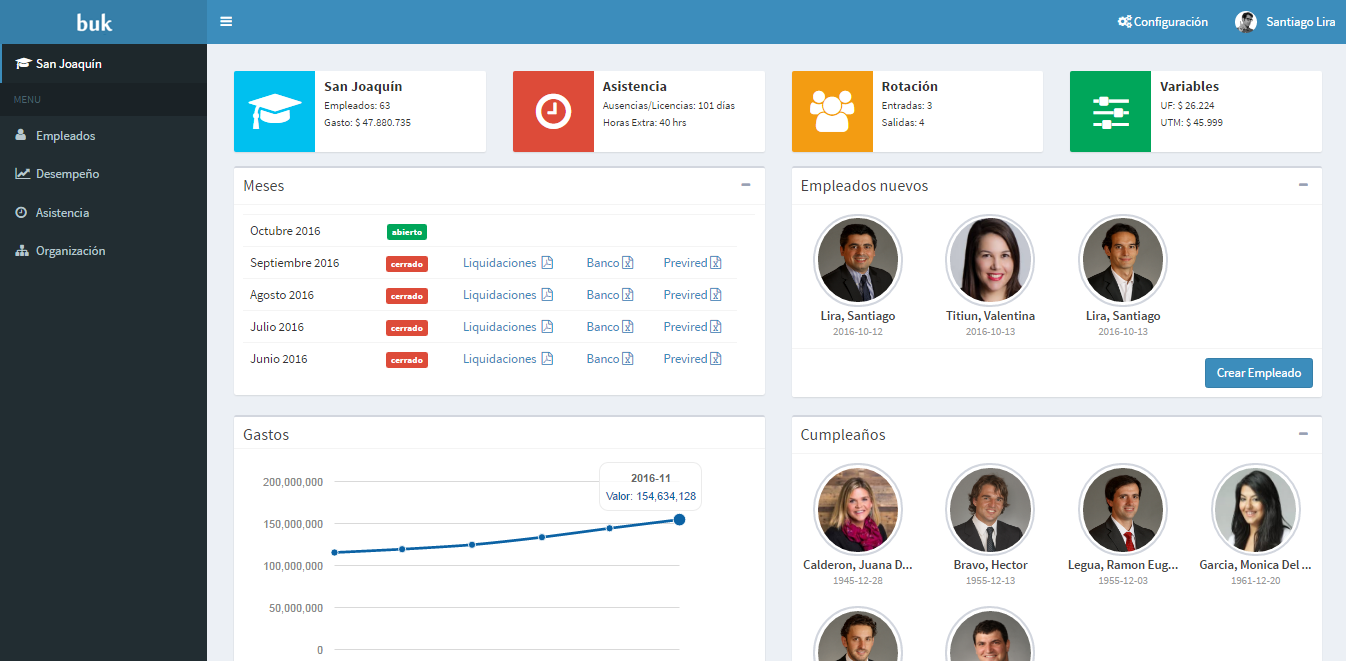 buk
Configuración
Santiago Lira
San Joaquín
MENU
Empleados
Desempeño
Asistencia
Organización
San Joaquín
Empleados: 63
Gasto: $ 47.880.735
Asistencia
Ausencias/Licencias: 101 días
Horas Extra: 40 hrs
Rotación
Entradas: 3
Salidas: 4
Variables
UF: $ 26.224
UTM: $ 45.999
Meses
Octubre 2016 abierto
Septiembre 2016 cerrado Liquidaciones Banco Previred
Agosto 2016 cerrado Liquidaciones Banco Previred
Julio 2016 cerrado Liquidaciones Banco Previred
Junio 2016 cerrado Liquidaciones Banco Previred
Empleados nuevos
Lira, Santiago
2016-10-12
Titiun, Valentina
2016-10-13
Lira, Santiago
2016-10-13
Crear Empleado
Gastos
200,000,000
150,000,000
100,000,000
50,000,000
0
2016-11
Valor: 154,634,128
Cumpleaños
Calderon, Juana D...
1945-12-28
Bravo, Hector
1955-12-13
Legua, Ramon Eug...
1955-12-03
Garcia, Monica Del ...
1961-12-20